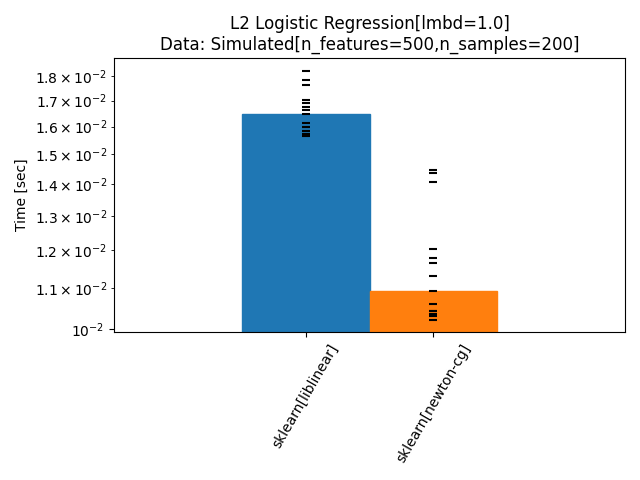 L2 Logistic Regression[lmbd=1.0]
Data: Simulated[n_features=500,n_samples=200]
Time [sec]
1.8 × 10⁻²
1.7 × 10⁻²
1.6 × 10⁻²
1.5 × 10⁻²
1.4 × 10⁻²
1.3 × 10⁻²
1.2 × 10⁻²
1.1 × 10⁻²
10⁻²
sklearn[liblinear]
sklearn[newton-cg]